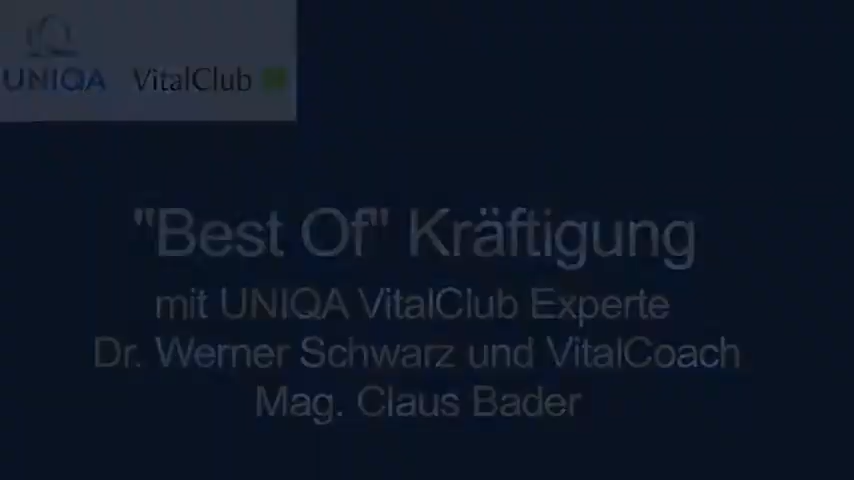 UNIQA VitalClub
"Best Of" Kräftigung
mit UNIQA VitalClub Experte
Dr. Werner Schwarz und VitalCoach
Mag. Claus Bader